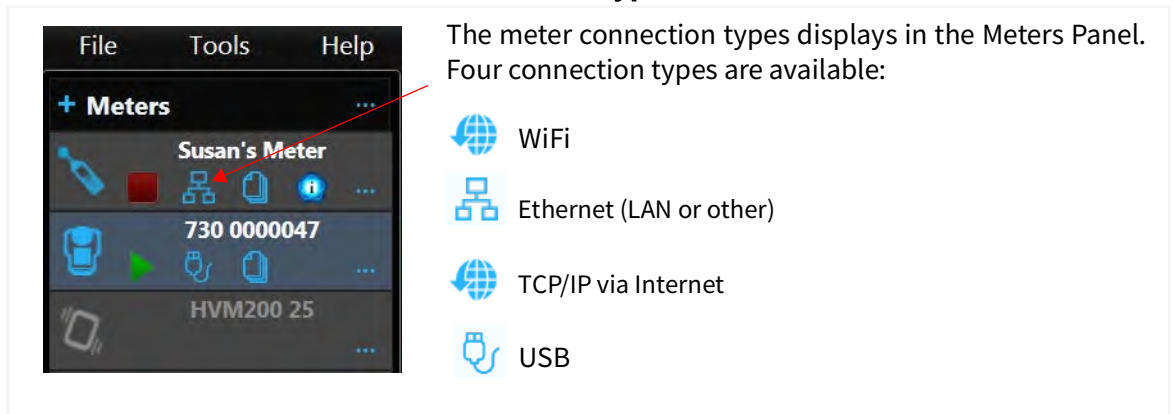 File Tools Help
+ Meters ...
Susan's Meter
...
730 0000047
...
HVM200 25
...
The meter connection types displays in the Meters Panel.
Four connection types are available:
WiFi
Ethernet (LAN or other)
TCP/IP via Internet
USB